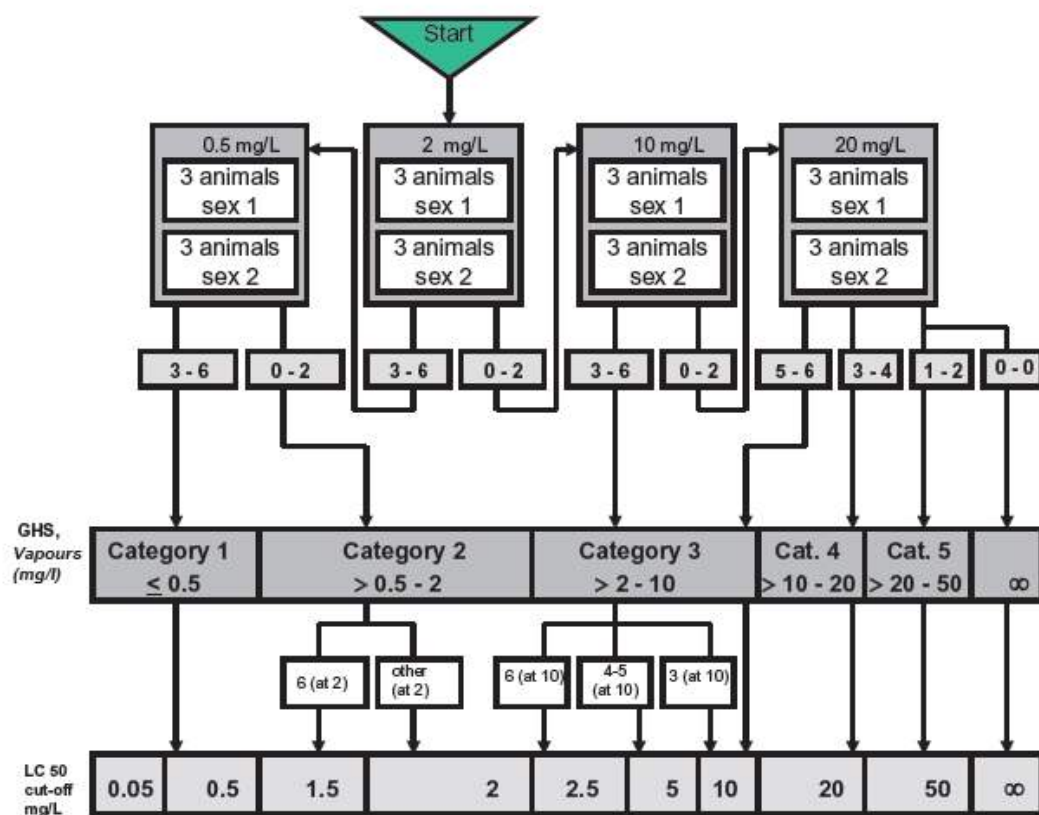 Start
0.5 mg/L
3 animals
sex 1
3 animals
sex 2
2 mg/L
3 animals
sex 1
3 animals
sex 2
10 mg/L
3 animals
sex 1
3 animals
sex 2
20 mg/L
3 animals
sex 1
3 animals
sex 2
3 - 6
0 - 2
3 - 6
0 - 2
3 - 6
0 - 2
5 - 6
3 - 4
1 - 2
0 - 0
GHS,
Vapours
(mg/l)
Category 1
≤ 0.5
Category 2
> 0.5 - 2
Category 3
> 2 - 10
Cat. 4
> 10 - 20
Cat. 5
> 20 - 50
∞
6 (at 2)
other
(at 2)
6 (at 10)
4-5
(at 10)
3 (at 10)
LC 50
cut-off
mg/L
0.05
0.5
1.5
2
2.5
5
10
20
50
∞